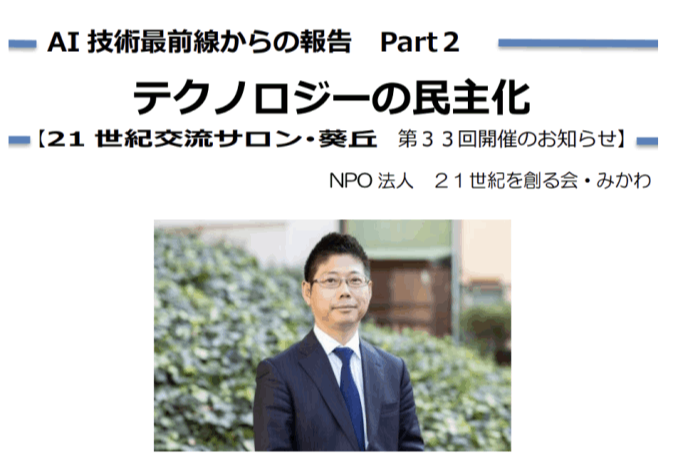 AI 技術最前線からの報告　Part２
テクノロジーの民主化
【21 世紀交流サロン・葵丘　第３３回開催のお知らせ】
NPO 法人　２１世紀を創る会・みかわ